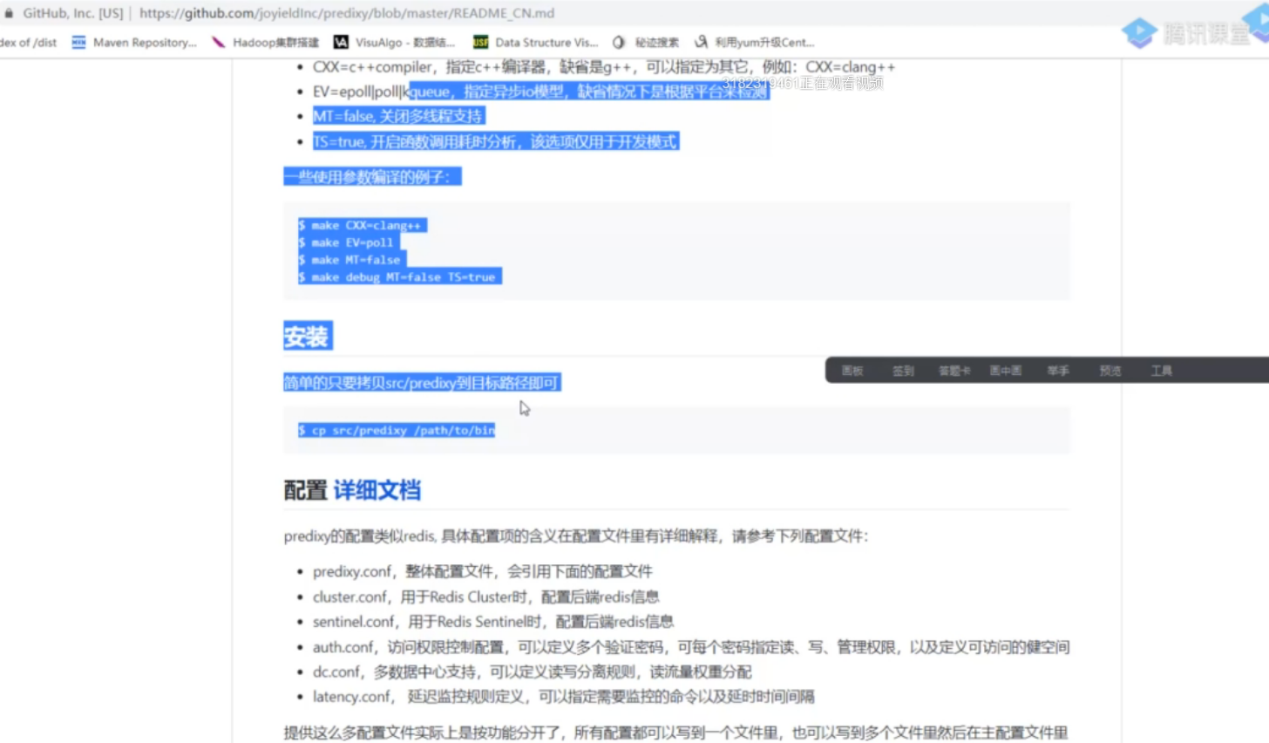 GitHub, Inc. [US] | https://github.com/joyieldInc/predixy/blob/master/README_CN.md
dex of /dist Maven Repository... Hadoop集群搭建 VisuAlgo - 数据结... Data Structure Vis... 秘迹搜索 利用yum升级Cent...
腾讯课堂
CXX=c++compiler，指定c++编译器，缺省是g++，可以指定为其它，例如：CXX=clang++
3182319461正在观看视频
EV=epoll|poll|kqueue，指定异步io模型，缺省情况下是根据平台来检测
MT=false, 关闭多线程支持
TS=true, 开启函数调用耗时分析，该选项仅用于开发模式
一些使用参数编译的例子：
$ make CXX=clang++
$ make EV=poll
$ make MT=false
$ make debug MT=false TS=true
安装
画板 签到 答题卡 画中画 举手 预览 工具
简单的只要拷贝src/predixy到目标路径即可
$ cp src/predixy /path/to/bin
配置 详细文档
predixy的配置类似redis, 具体配置项的含义在配置文件里有详细解释，请参考下列配置文件：
predixy.conf，整体配置文件，会引用下面的配置文件
cluster.conf，用于Redis Cluster时，配置后端redis信息
sentinel.conf，用于Redis Sentinel时，配置后端redis信息
auth.conf，访问权限控制配置，可以定义多个验证密码，可每个密码指定读、写、管理权限，以及定义可访问的健空间
dc.conf，多数据中心支持，可以定义读写分离规则，读流量权重分配
latency.conf， 延迟监控规则定义，可以指定需要监控的命令以及延时时间间隔
提供这么多配置文件实际上是按功能分开了，所有配置都可以写到一个文件里，也可以写到多个文件里然后在主配置文件里